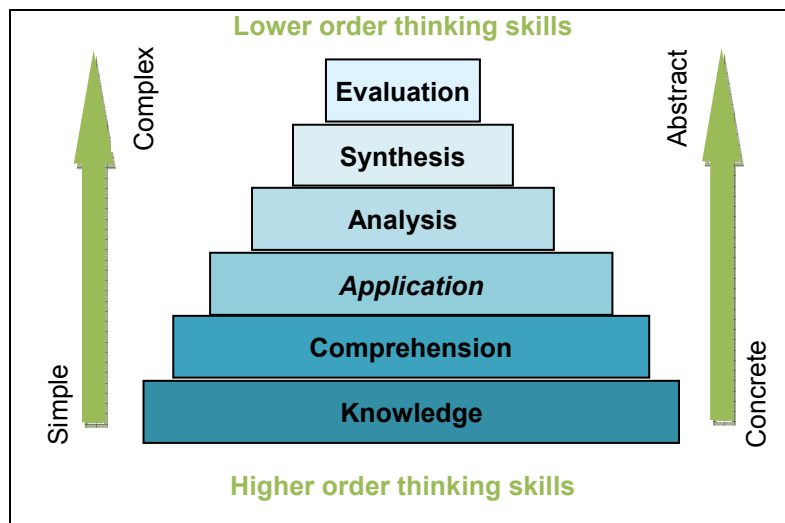 Lower order thinking skills
Complex
Abstract
Evaluation
Synthesis
Analysis
Application
Comprehension
Simple
Concrete
Knowledge
Higher order thinking skills